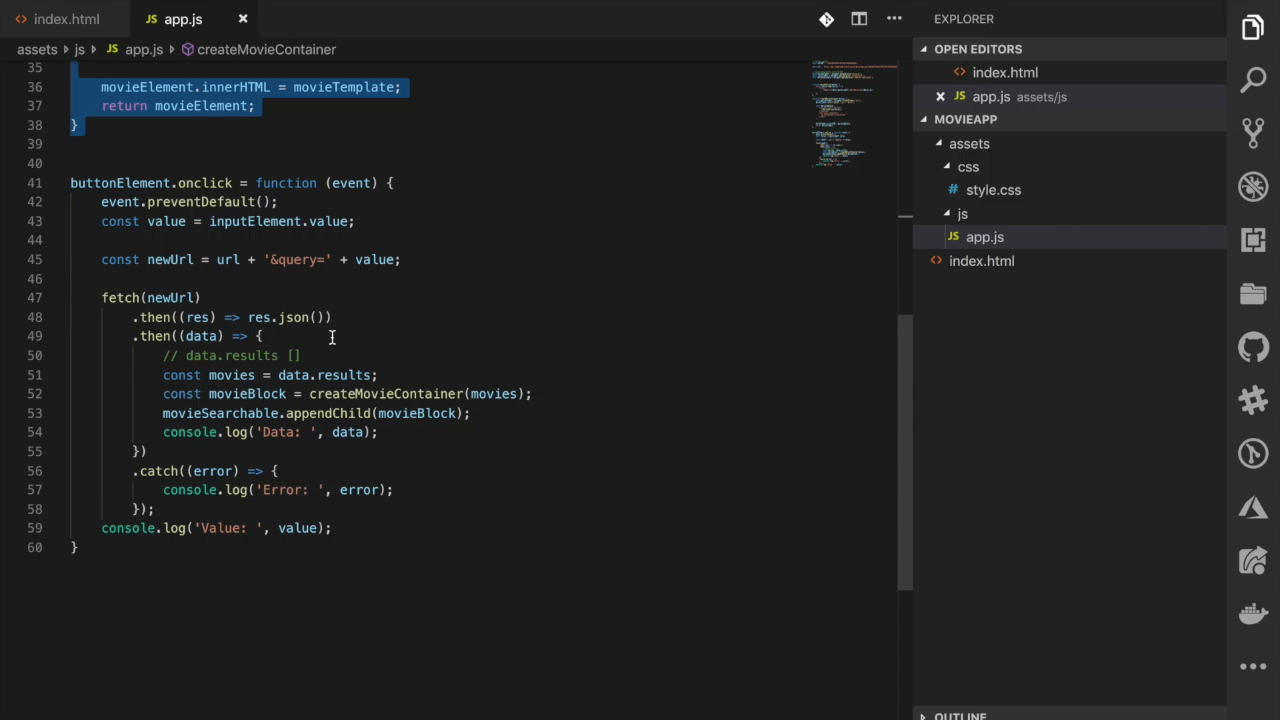 index.html
JS app.js
assets js JS app.js createMovieContainer
35
36 movieElement.innerHTML = movieTemplate;
37 return movieElement;
38 }
39
40
41 buttonElement.onclick = function (event) {
42 event.preventDefault();
43 const value = inputElement.value;
44
45 const newUrl = url + '&query=' + value;
46
47 fetch(newUrl)
48 .then((res) => res.json())
49 .then((data) => {
50 // data.results []
51 const movies = data.results;
52 const movieBlock = createMovieContainer(movies);
53 movieSearchable.appendChild(movieBlock);
54 console.log('Data: ', data);
55 })
56 .catch((error) => {
57 console.log('Error: ', error);
58 });
59 console.log('Value: ', value);
60 }
EXPLORER
OPEN EDITORS
index.html
JS app.js assets/js
MOVIEAPP
assets
css
# style.css
js
JS app.js
index.html
OUTLINE